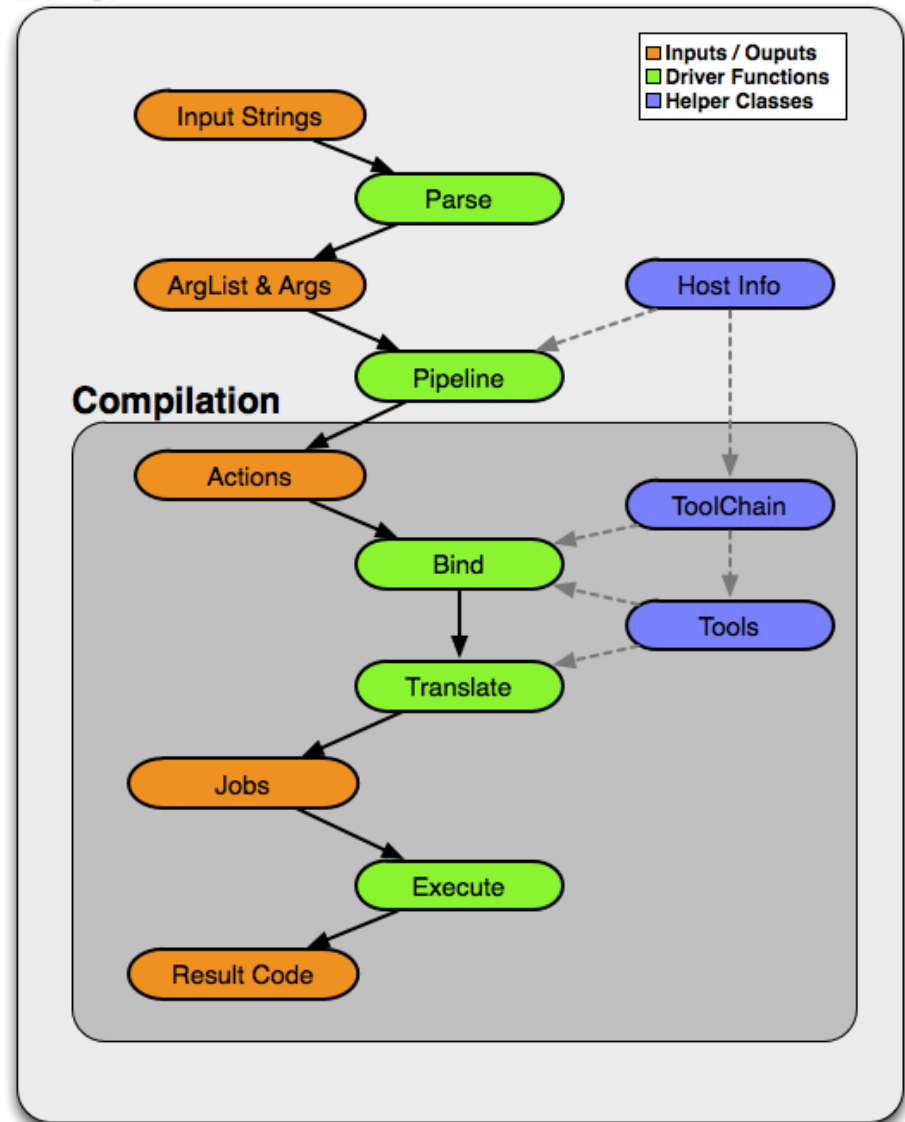 Inputs / Ouputs
Driver Functions
Helper Classes
Input Strings
Parse
ArgList & Args
Host Info
Pipeline
Compilation
Actions
ToolChain
Bind
Tools
Translate
Jobs
Execute
Result Code